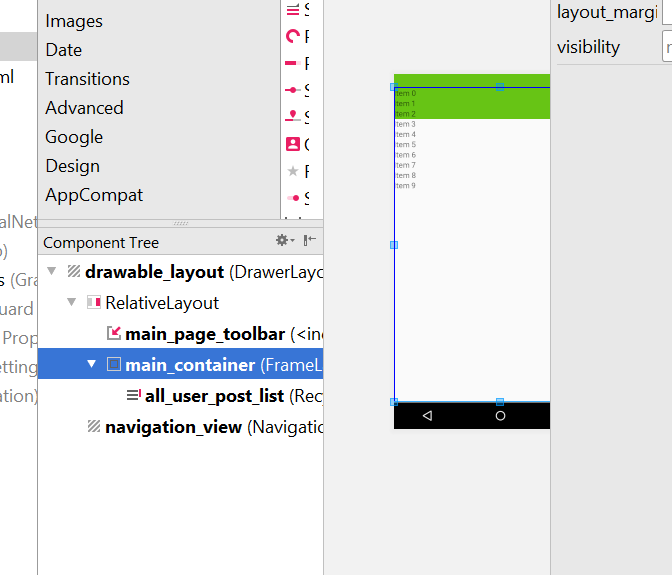 Images
Date
Transitions
Advanced
Google
Design
AppCompat
ml
alNet
o)
s (Gra
uard
Prop
etting
ation)
Component Tree
drawable_layout (DrawerLayo
RelativeLayout
main_page_toolbar (<inc
main_container (FrameL
all_user_post_list (Rec
navigation_view (Navigatio
Item 0
Item 1
Item 2
Item 3
Item 4
Item 5
Item 6
Item 7
Item 8
Item 9
layout_margi
visibility